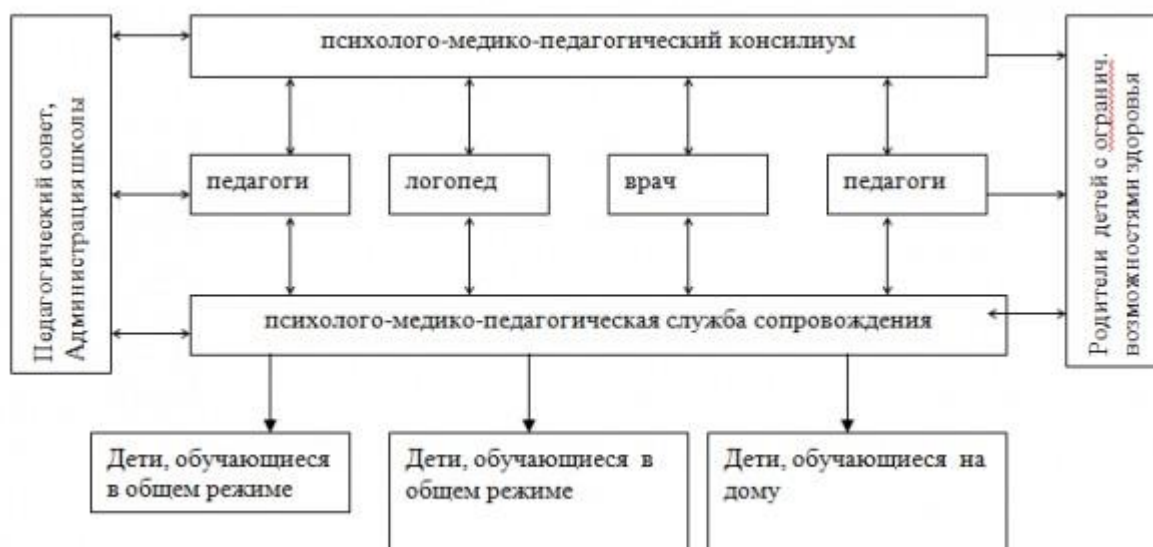 психолого-медико-педагогический консилиум
Педагогический совет,
Администрация школы
Родители детей с огранич.
возможностями здоровья
педагоги
логопед
врач
педагоги
психолого-медико-педагогическая служба сопровождения
Дети, обучающиеся
в общем режиме
Дети, обучающиеся в
общем режиме
Дети, обучающиеся на
дому